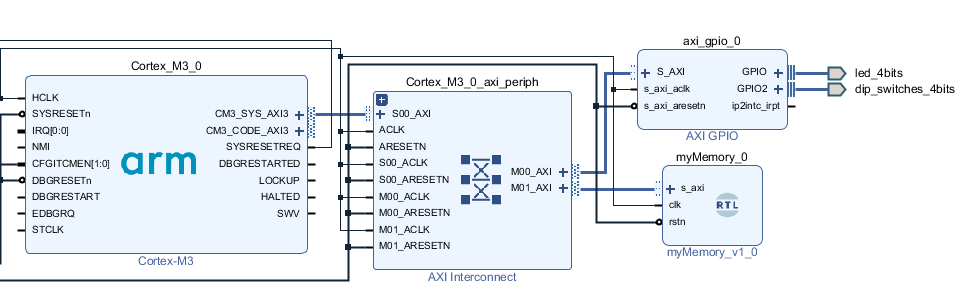 Cortex_M3_0
HCLK
SYSRESETn
IRQ[0:0]
NMI
CFGITCMEN[1:0]
DBGRESETn
DBGRESTART
EDBGRQ
STCLK
arm
CM3_SYS_AXI3
CM3_CODE_AXI3
SYSRESETREQ
DBGRESTARTED
LOCKUP
HALTED
SWV
Cortex-M3
Cortex_M3_0_axi_periph
S00_AXI
ACLK
ARESETN
S00_ACLK
S00_ARESETN
M00_ACLK
M00_ARESETN
M01_ACLK
M01_ARESETN
M00_AXI
M01_AXI
AXI Interconnect
axi_gpio_0
S_AXI
s_axi_aclk
s_axi_aresetn
GPIO
GPIO2
ip2intc_irpt
AXI GPIO
led_4bits
dip_switches_4bits
myMemory_0
s_axi
clk
rstn
RTL
myMemory_v1_0